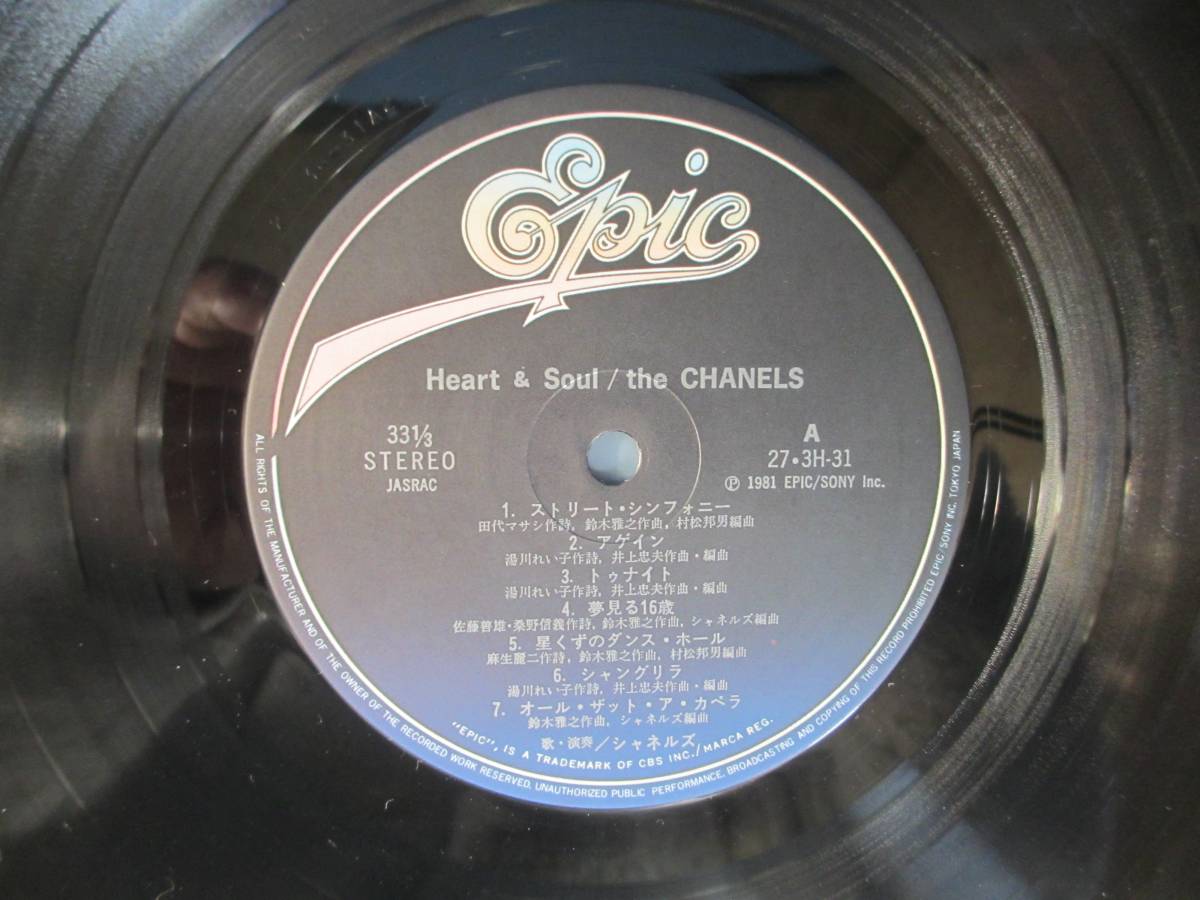 Epic
Heart & Soul / the CHANELS
33⅓
STEREO
JASRAC
A
27・3H-31
Ⓟ 1981 EPIC/SONY Inc.
1. ストリート・シンフォニー
田代マサシ作詩, 鈴木雅之作曲, 村松邦男編曲
2. アゲイン
湯川れい子作詩, 井上忠夫作曲・編曲
3. トゥナイト
湯川れい子作詩, 井上忠夫作曲・編曲
4. 夢見る16歳
佐藤善雄・桑野信義作詩, 鈴木雅之作曲, シャネルズ編曲
5. 星くずのダンス・ホール
麻生麗二作詩, 鈴木雅之作曲, 村松邦男編曲
6. シャングリラ
湯川れい子作詩, 井上忠夫作曲・編曲
7. オール・ザット・ア・カペラ
鈴木雅之作曲, シャネルズ編曲
歌・演奏/シャネルズ
"EPIC", IS A TRADEMARK OF CBS INC./MARCA REG.
ALL RIGHTS OF THE MANUFACTURER AND OF THE OWNER OF THE RECORDED WORK RESERVED. UNAUTHORIZED PUBLIC PERFORMANCE, BROADCASTING AND COPYING OF THIS RECORD PROHIBITED EPIC/SONY INC. TOKYO JAPAN